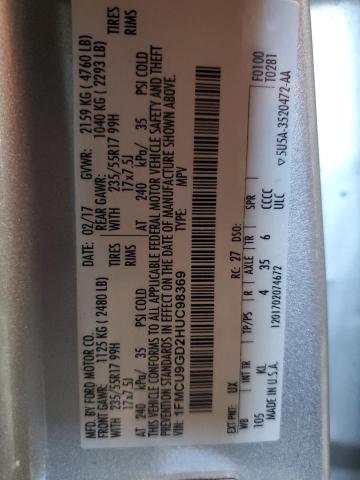 MFD. BY FORD MOTOR CO.
DATE: 02/17 GVWR: 2159 KG ( 4760 LB)
FRONT GAWR: 1125 KG ( 2480 LB) REAR GAWR: 1040 KG ( 2293 LB)
WITH 235/55R17 99H TIRES WITH 235/55R17 99H TIRES
17x7.5J RIMS 17x7.5J RIMS
AT 240 kPa/ 35 PSI COLD AT 240 kPa/ 35 PSI COLD
THIS VEHICLE CONFORMS TO ALL APPLICABLE FEDERAL MOTOR VEHICLE SAFETY AND THEFT
PREVENTION STANDARDS IN EFFECT ON THE DATE OF MANUFACTURE SHOWN ABOVE.
VIN: 1FMCU9GD2HUC98369 TYPE: MPV
F0100
T0281
EXT PNT: UX RC: 27 DSO:
WB INT TR TP/PS R AXLE TR SPR
105 KL 4 35 6 CCCC
MADE IN U.S.A. ULC
1201702074672
▽5U5A-3520472-AA